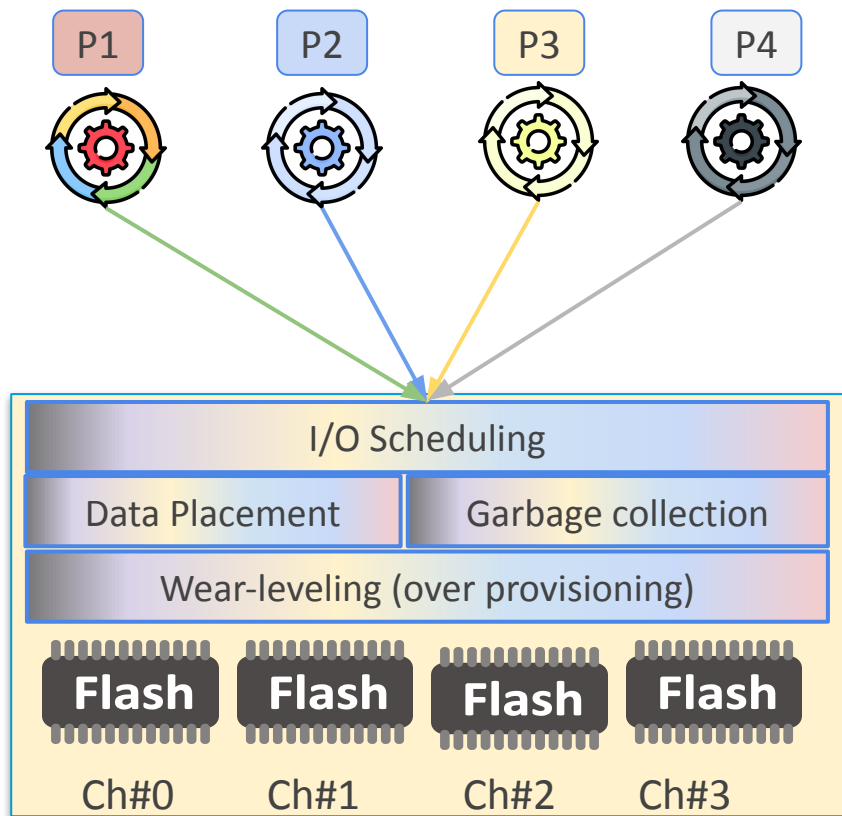 P1 P2 P3 P4
I/O Scheduling
Data Placement Garbage collection
Wear-leveling (over provisioning)
Flash Flash Flash Flash
Ch#0 Ch#1 Ch#2 Ch#3